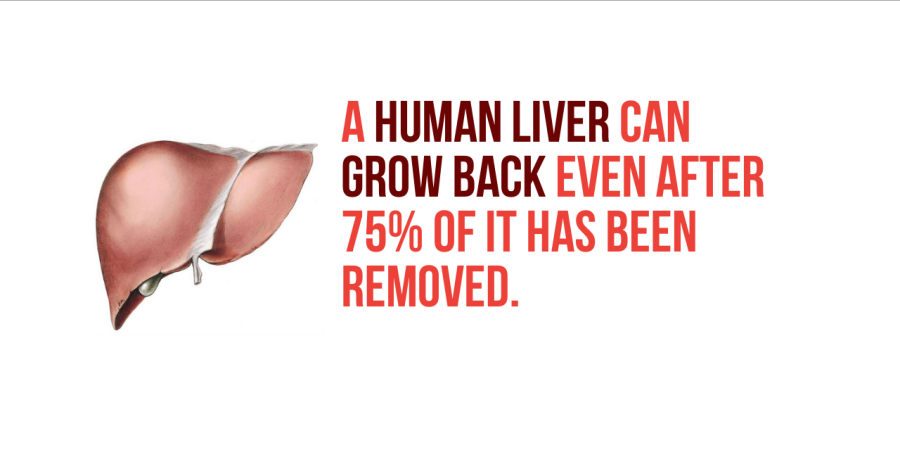 A HUMAN LIVER CAN
GROW BACK EVEN AFTER
75% OF IT HAS BEEN
REMOVED.